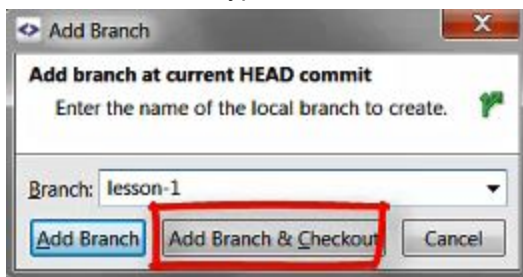 Add Branch
Add branch at current HEAD commit
Enter the name of the local branch to create.
Branch: lesson-1
Add Branch Add Branch & Checkout Cancel